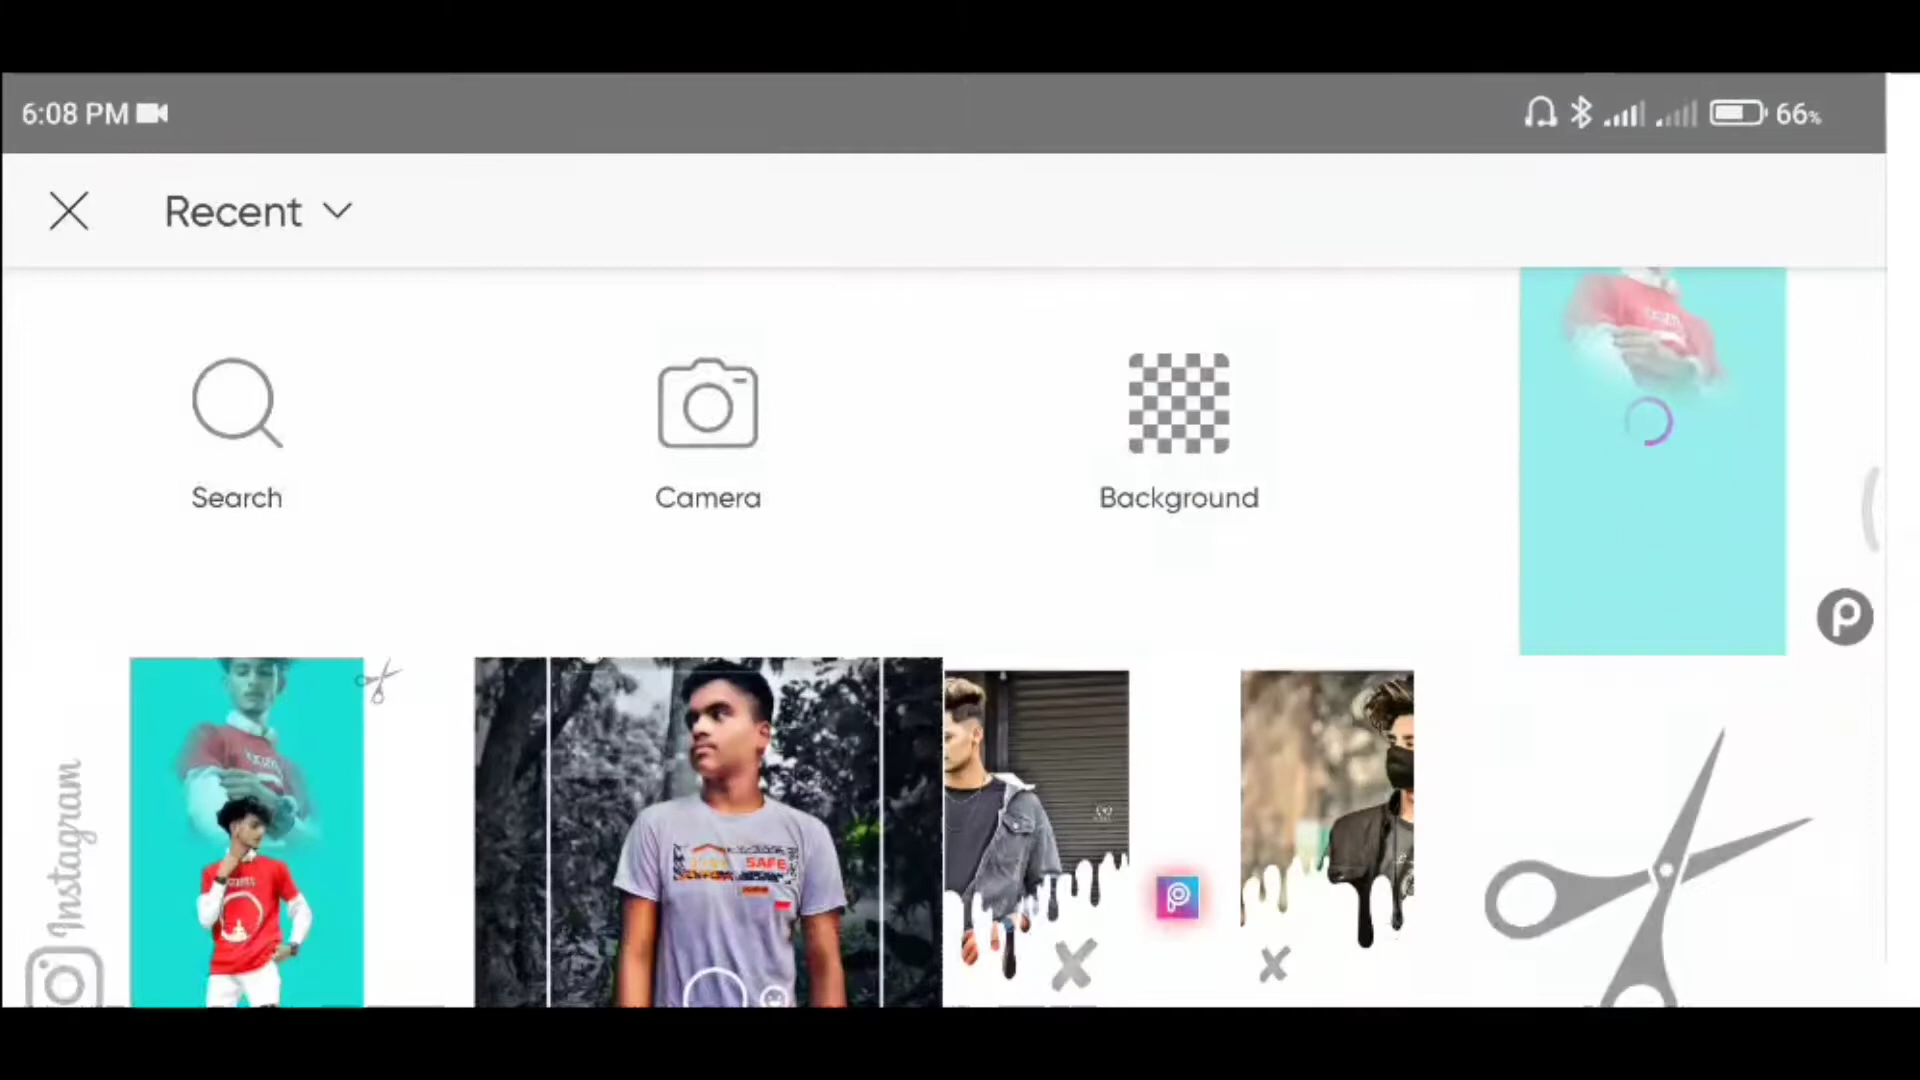 6:08 PM
66%
Recent
Search
Camera
Background
Instagram
SAFE